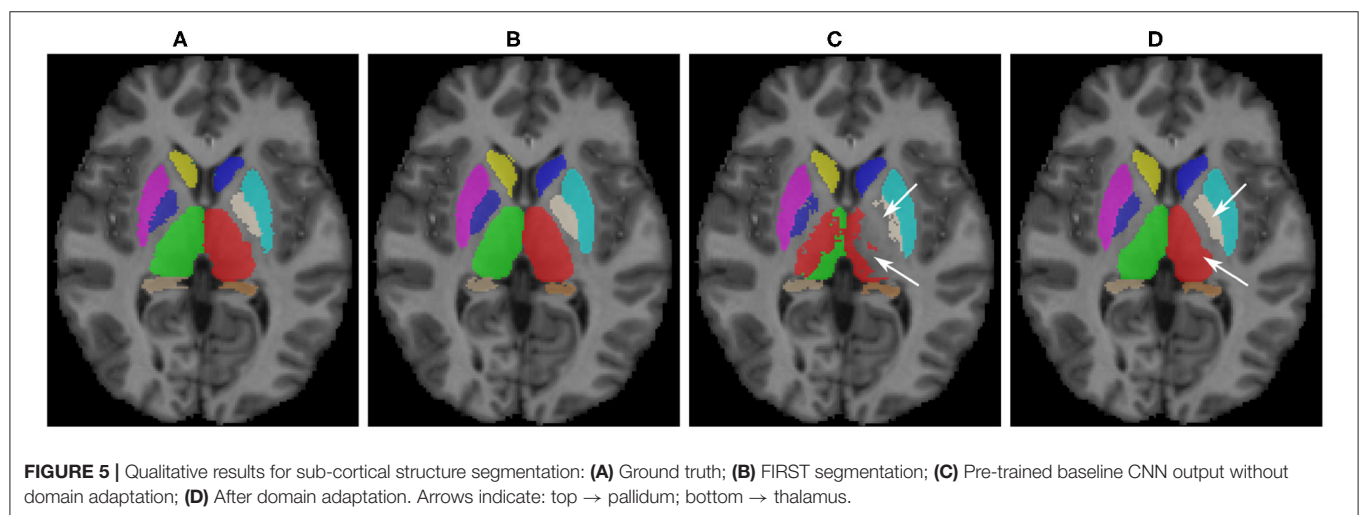 A B C D
FIGURE 5 | Qualitative results for sub-cortical structure segmentation: (A) Ground truth; (B) FIRST segmentation; (C) Pre-trained baseline CNN output without
domain adaptation; (D) After domain adaptation. Arrows indicate: top → pallidum; bottom → thalamus.